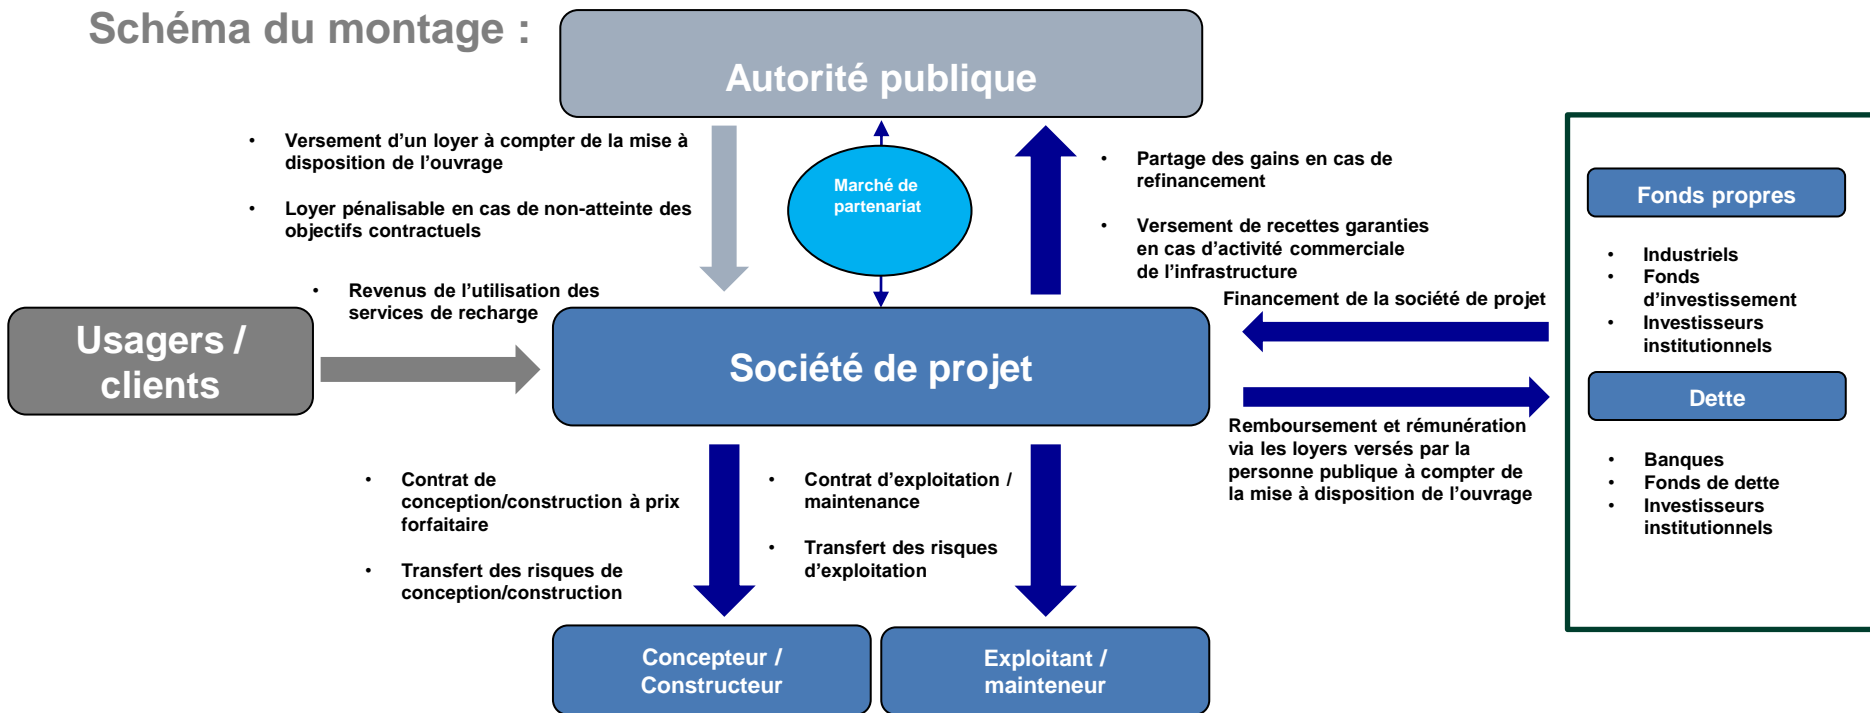 Schéma du montage :
Autorité publique
• Versement d’un loyer à compter de la mise à
disposition de l’ouvrage
• Loyer pénalisable en cas de non-atteinte des
objectifs contractuels
Marché de
partenariat
• Partage des gains en cas de
refinancement
• Versement de recettes garanties
en cas d’activité commerciale
de l’infrastructure
• Revenus de l’utilisation des
services de recharge
Usagers /
clients
Société de projet
Financement de la société de projet
Remboursement et rémunération
via les loyers versés par la
personne publique à compter de
la mise à disposition de l’ouvrage
Fonds propres
• Industriels
• Fonds
d’investissement
• Investisseurs
institutionnels
Dette
• Banques
• Fonds de dette
• Investisseurs
institutionnels
• Contrat de
conception/construction à prix
forfaitaire
• Transfert des risques de
conception/construction
• Contrat d’exploitation /
maintenance
• Transfert des risques
d’exploitation
Concepteur /
Constructeur
Exploitant /
mainteneur